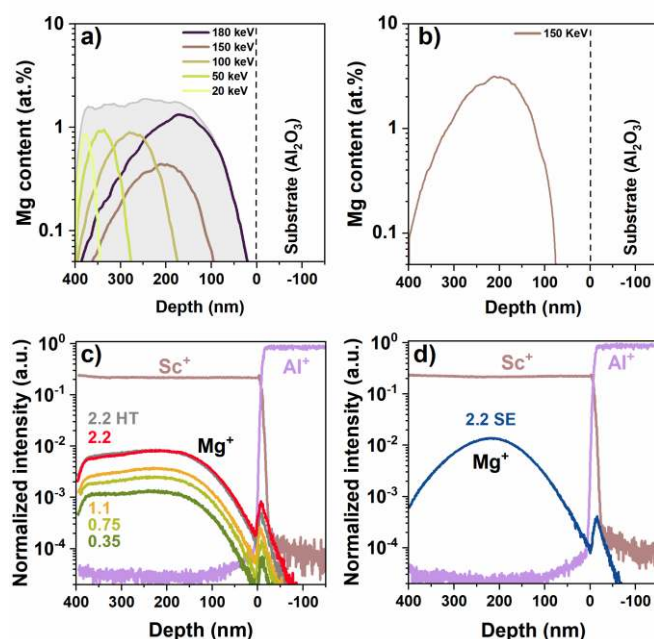 a)
180 keV
150 keV
100 keV
50 keV
20 keV
Mg content (at.%)
10
1
0.1
Substrate (Al₂O₃)
400 300 200 100 0 -100
Depth (nm)
b)
150 KeV
Mg content (at.%)
10
1
0.1
Substrate (Al₂O₃)
400 300 200 100 0 -100
Depth (nm)
c)
Normalized intensity (a.u.)
10⁰
10⁻¹
10⁻²
10⁻³
10⁻⁴
Sc⁺
Al⁺
2.2 HT
2.2
Mg⁺
1.1
0.75
0.35
400 300 200 100 0 -100
Depth (nm)
d)
Normalized intensity (a.u.)
10⁰
10⁻¹
10⁻²
10⁻³
10⁻⁴
Sc⁺
Al⁺
2.2 SE
Mg⁺
400 300 200 100 0 -100
Depth (nm)